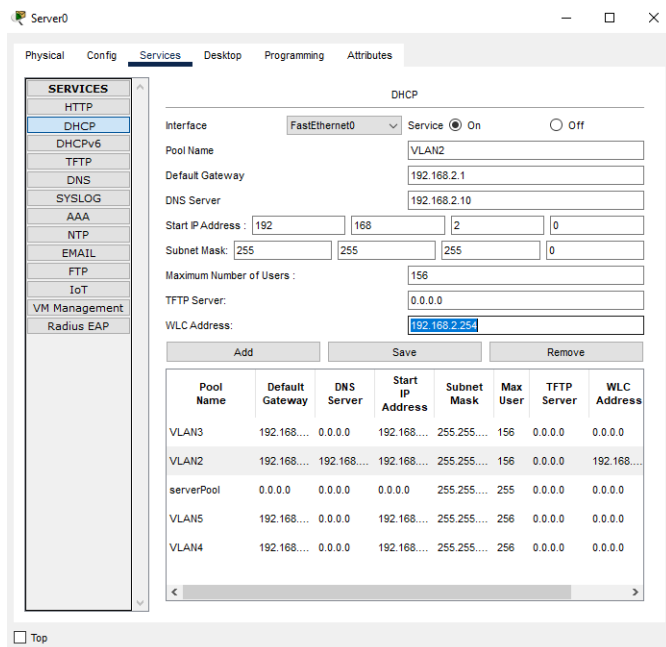 Server0
Physical Config Services Desktop Programming Attributes
SERVICES
HTTP
DHCP
DHCPv6
TFTP
DNS
SYSLOG
AAA
NTP
EMAIL
FTP
IoT
VM Management
Radius EAP
DHCP
Interface FastEthernet0 Service On Off
Pool Name VLAN2
Default Gateway 192.168.2.1
DNS Server 192.168.2.10
Start IP Address : 192 168 2 0
Subnet Mask: 255 255 255 0
Maximum Number of Users : 156
TFTP Server: 0.0.0.0
WLC Address: 192.168.2.254
Add Save Remove
Pool Name Default Gateway DNS Server Start IP Address Subnet Mask Max User TFTP Server WLC Address
VLAN3 192.168.... 0.0.0.0 192.168.... 255.255.... 156 0.0.0.0 0.0.0.0
VLAN2 192.168.... 192.168.... 192.168.... 255.255.... 156 0.0.0.0 192.168....
serverPool 0.0.0.0 0.0.0.0 0.0.0.0 255.255.... 255 0.0.0.0 0.0.0.0
VLAN5 192.168.... 0.0.0.0 192.168.... 255.255.... 256 0.0.0.0 0.0.0.0
VLAN4 192.168.... 0.0.0.0 192.168.... 255.255.... 256 0.0.0.0 0.0.0.0
Top